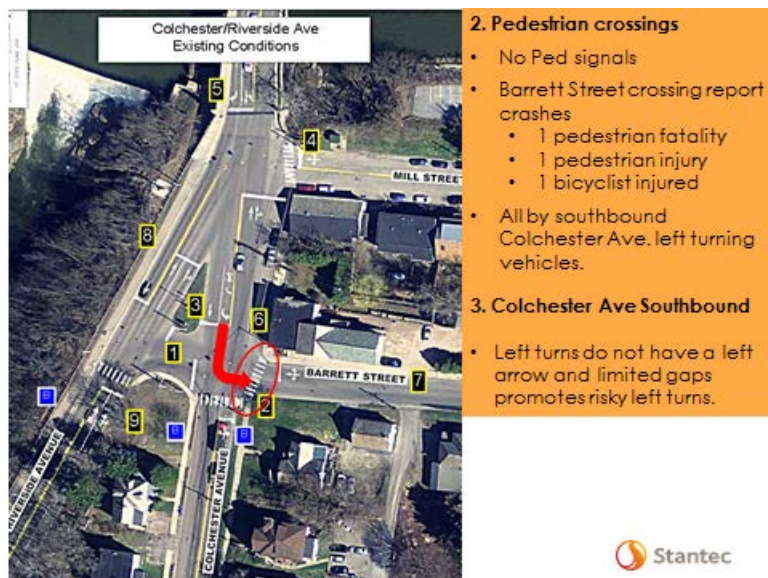 Colchester/Riverside Ave
Existing Conditions
5
4
MILL STREET
8
3
6
1
BARRETT STREET
7
2
B
9
B
B
RIVERSIDE AVENUE
COLCHESTER AVENUE
2. Pedestrian crossings
• No Ped signals
• Barrett Street crossing report
crashes
• 1 pedestrian fatality
• 1 pedestrian injury
• 1 bicyclist injured
• All by southbound
Colchester Ave. left turning
vehicles.
3. Colchester Ave Southbound
• Left turns do not have a left
arrow and limited gaps
promotes risky left turns.
Stantec